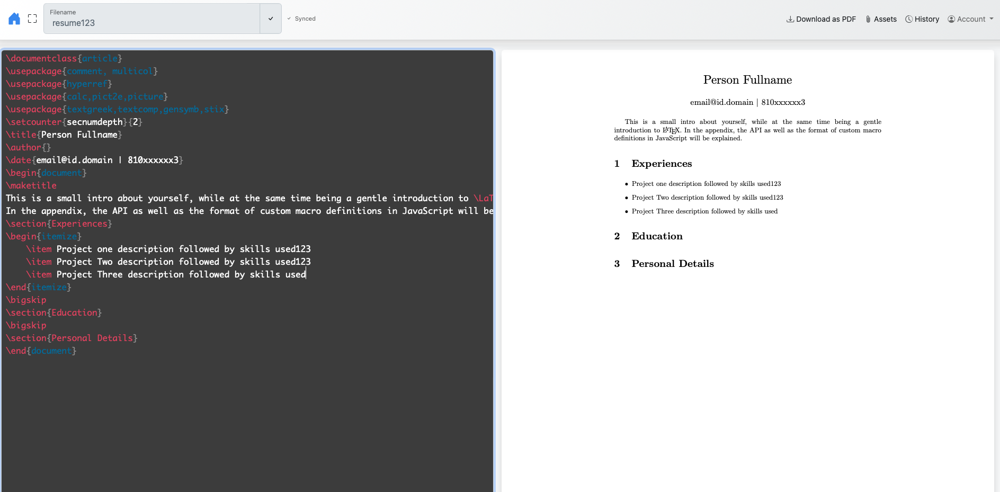 Filename
resume123
Synced
Download as PDF
Assets
History
Account
\documentclass{article}
\usepackage{comment, multicol}
\usepackage{hyperref}
\usepackage{calc,pict2e,picture}
\usepackage{textgreek,textcomp,gensymb,stix}
\setcounter{secnumdepth}{2}
\title{Person Fullname}
\author{}
\date{email@id.domain | 810xxxxxx3}
\begin{document}
\maketitle
This is a small intro about yourself, while at the same time being a gentle introduction to \LaT
In the appendix, the API as well as the format of custom macro definitions in JavaScript will be
\section{Experiences}
\begin{itemize}
    \item Project one description followed by skills used123
    \item Project Two description followed by skills used123
    \item Project Three description followed by skills used
\end{itemize}
\bigskip
\section{Education}
\bigskip
\section{Personal Details}
\end{document}
Person Fullname
email@id.domain | 810xxxxxx3
This is a small intro about yourself, while at the same time being a gentle
introduction to LATEX. In the appendix, the API as well as the format of custom macro
definitions in JavaScript will be explained.
1 Experiences
• Project one description followed by skills used123
• Project Two description followed by skills used123
• Project Three description followed by skills used
2 Education
3 Personal Details